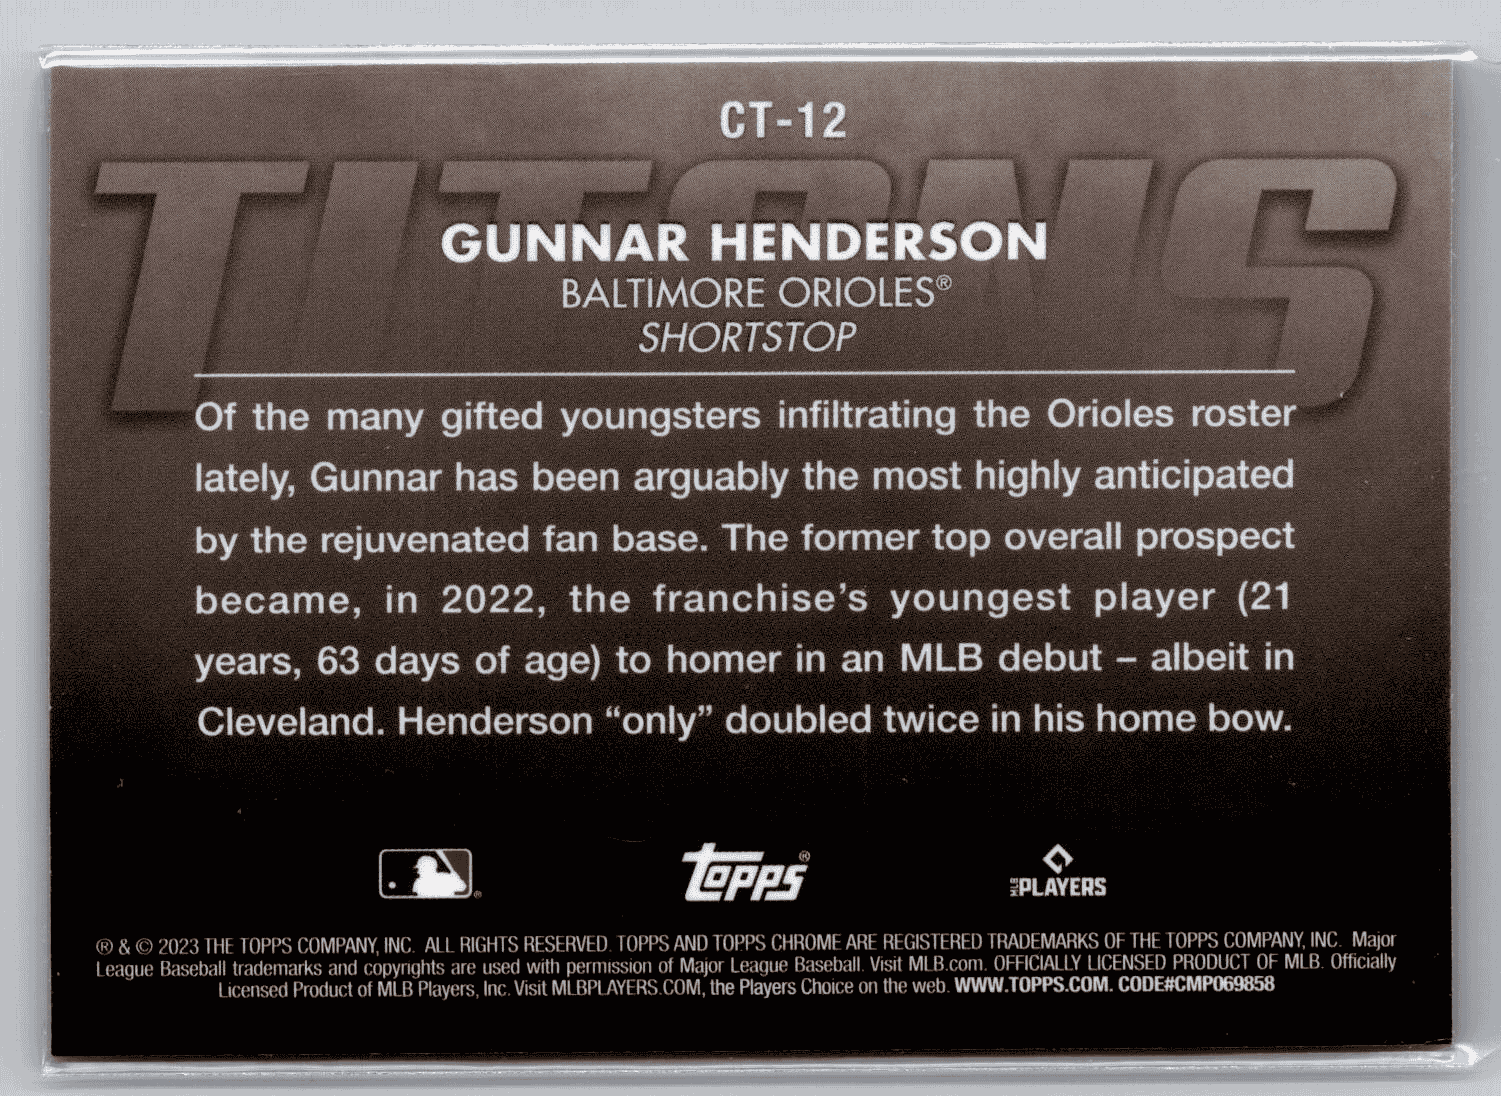 CT-12
TITANS
GUNNAR HENDERSON
BALTIMORE ORIOLES®
SHORTSTOP
Of the many gifted youngsters infiltrating the Orioles roster
lately, Gunnar has been arguably the most highly anticipated
by the rejuvenated fan base. The former top overall prospect
became, in 2022, the franchise's youngest player (21
years, 63 days of age) to homer in an MLB debut – albeit in
Cleveland. Henderson “only” doubled twice in his home bow.
®
Topps®
MLB PLAYERS
® & © 2023 THE TOPPS COMPANY, INC. ALL RIGHTS RESERVED. TOPPS AND TOPPS CHROME ARE REGISTERED TRADEMARKS OF THE TOPPS COMPANY, INC. Major
League Baseball trademarks and copyrights are used with permission of Major League Baseball. Visit MLB.com. OFFICIALLY LICENSED PRODUCT OF MLB. Officially
Licensed Product of MLB Players, Inc. Visit MLBPLAYERS.COM, the Players Choice on the web. WWW.TOPPS.COM. CODE#CMP069858